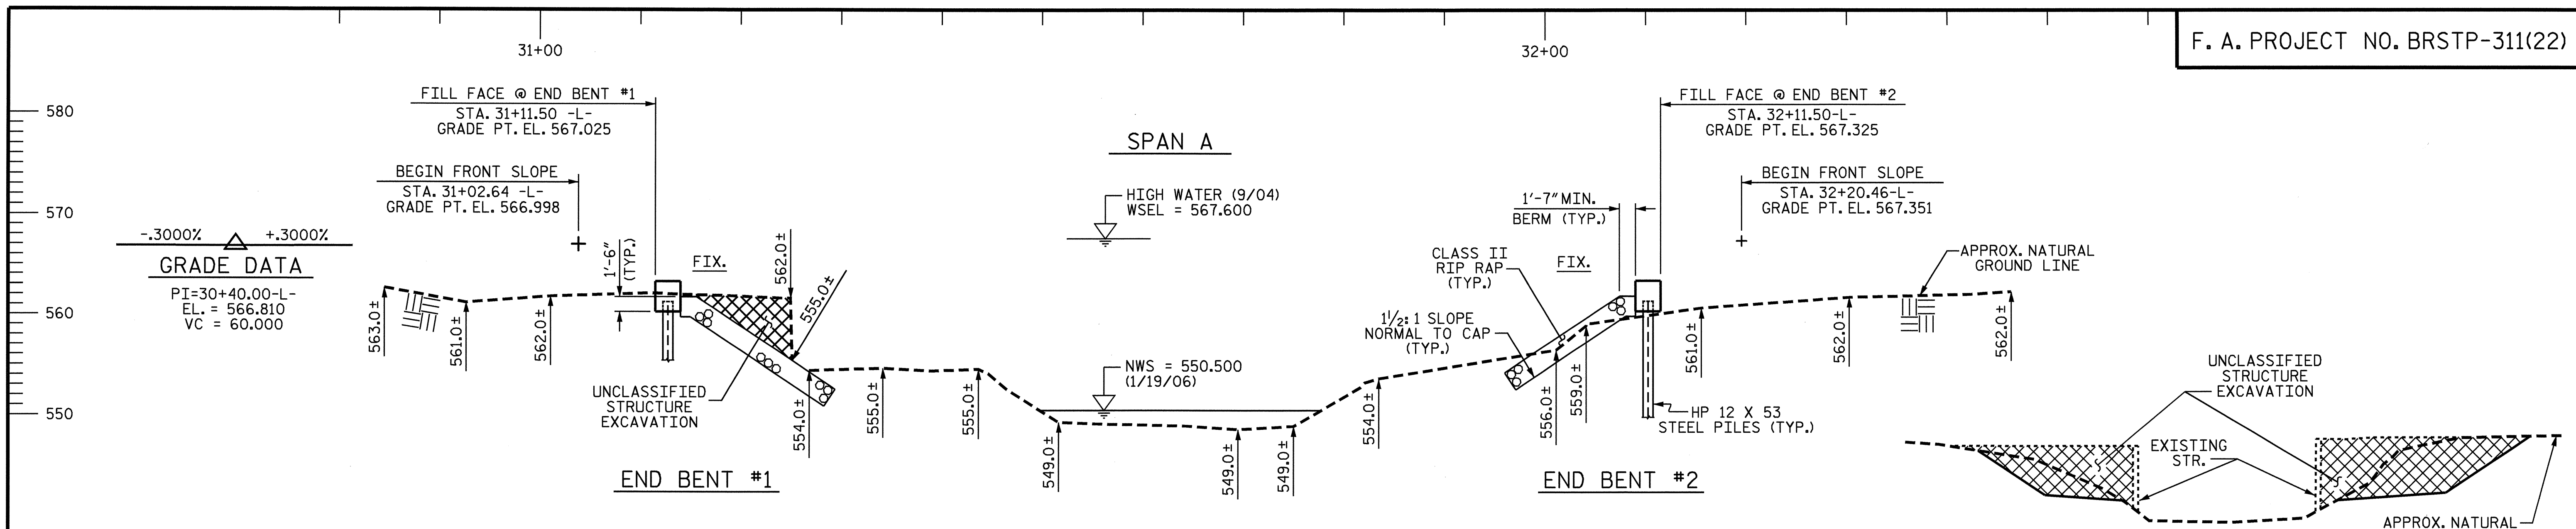 31+00
32+00
F. A. PROJECT NO. BRSTP-311(22)
580
570
560
550
FILL FACE @ END BENT #1
STA. 31+11.50 -L-
GRADE PT. EL. 567.025
BEGIN FRONT SLOPE
STA. 31+02.64 -L-
GRADE PT. EL. 566.998
-.3000%
+.3000%
GRADE DATA
PI=30+40.00-L-
EL. = 566.810
VC = 60.000
SPAN A
HIGH WATER (9/04)
WSEL = 567.600
FILL FACE @ END BENT #2
STA. 32+11.50-L-
GRADE PT. EL. 567.325
BEGIN FRONT SLOPE
STA. 32+20.46-L-
GRADE PT. EL. 567.351
1'-7" MIN.
BERM (TYP.)
1'-6"
(TYP.)
FIX.
FIX.
CLASS II
RIP RAP
(TYP.)
1½:1 SLOPE
NORMAL TO CAP
(TYP.)
APPROX. NATURAL
GROUND LINE
563.0±
561.0±
562.0±
562.0±
555.0±
554.0±
555.0±
555.0±
549.0±
549.0±
549.0±
554.0±
556.0±
559.0±
561.0±
562.0±
562.0±
UNCLASSIFIED
STRUCTURE
EXCAVATION
NWS = 550.500
(1/19/06)
HP 12 X 53
STEEL PILES (TYP.)
END BENT #1
END BENT #2
UNCLASSIFIED
STRUCTURE
EXCAVATION
EXISTING
STR.
APPROX. NATURAL